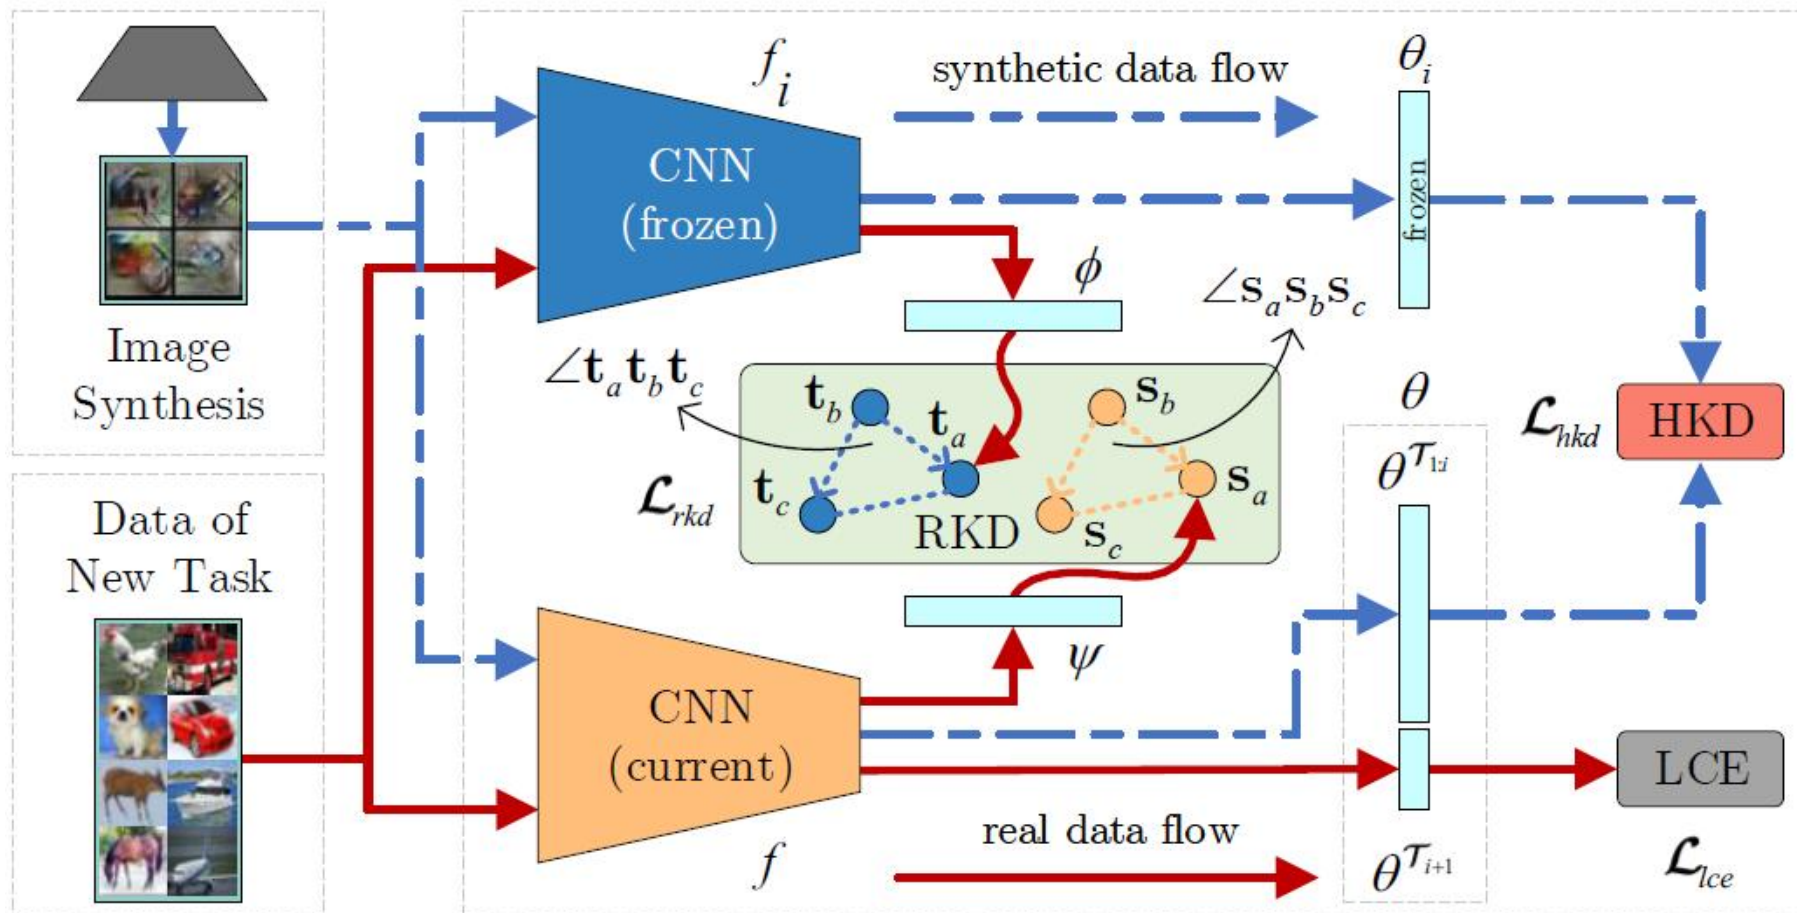 Image
Synthesis
Data of
New Task
f_i
CNN
(frozen)
synthetic data flow
θ_i
frozen
ϕ
∠t_a t_b t_c
∠s_a s_b s_c
t_b
t_a
t_c
s_b
s_a
s_c
RKD
ℒ_rkd
ψ
CNN
(current)
f
real data flow
θ
θ^{𝒯_{1:i}}
θ^{𝒯_{i+1}}
ℒ_hkd
HKD
LCE
ℒ_lce